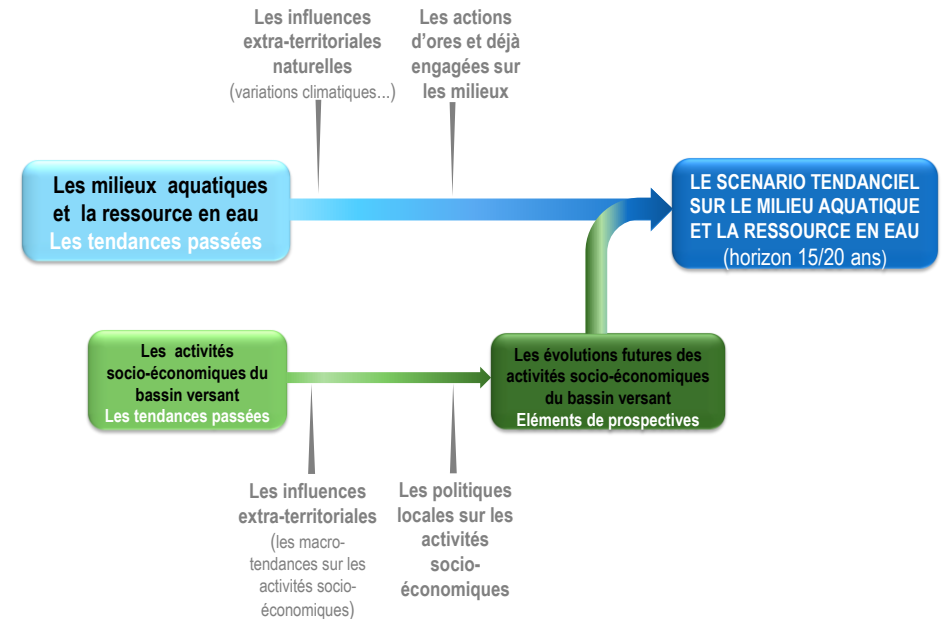 Les influences
extra-territoriales
naturelles
(variations climatiques...)
Les actions
d'ores et déjà
engagées sur
les milieux
Les milieux aquatiques
et la ressource en eau
Les tendances passées
LE SCENARIO TENDANCIEL
SUR LE MILIEU AQUATIQUE
ET LA RESSOURCE EN EAU
(horizon 15/20 ans)
Les activités
socio-économiques du
bassin versant
Les tendances passées
Les évolutions futures des
activités socio-économiques
du bassin versant
Eléments de prospectives
Les influences
extra-territoriales
(les macro-
tendances sur les
activités socio-
économiques)
Les politiques
locales sur les
activités
socio-
économiques